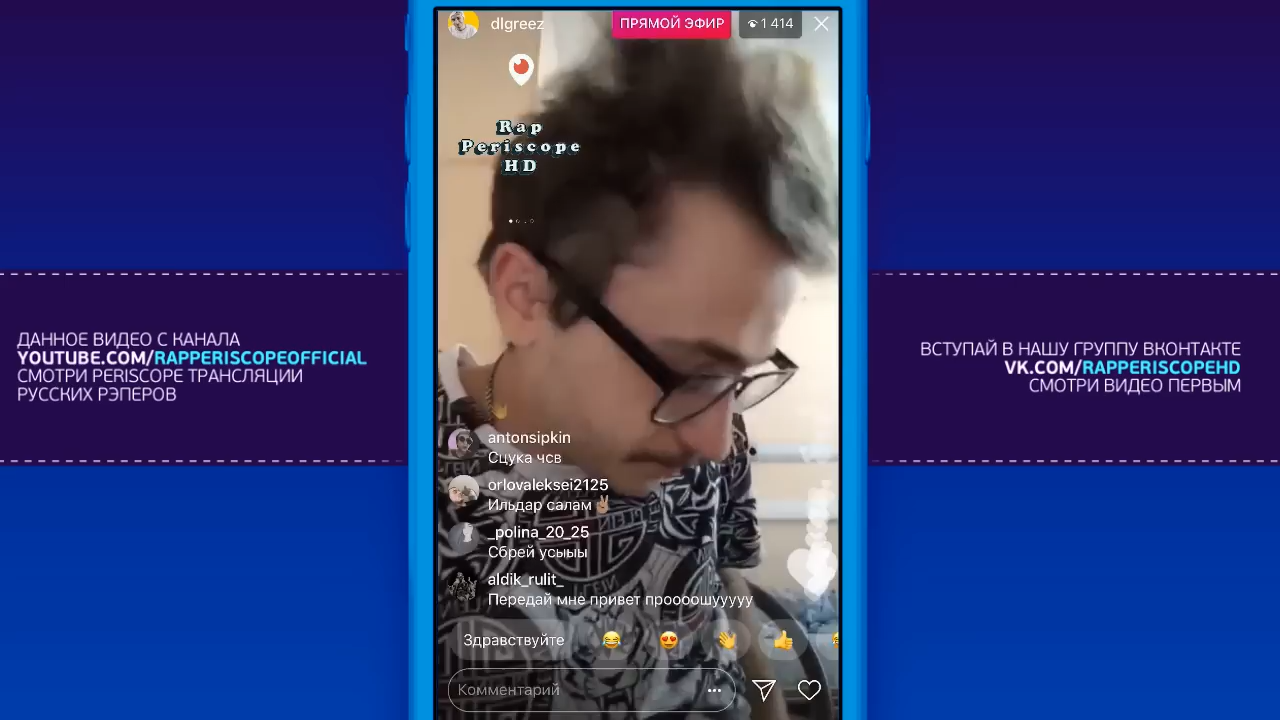 dlgreez
ПРЯМОЙ ЭФИР
1 414
Rap
Periscope
HD
ДАННОЕ ВИДЕО С КАНАЛА
YOUTUBE.COM/RAPPERISCOPEOFFICIAL
СМОТРИ PERISCOPE ТРАНСЛЯЦИИ
РУССКИХ РЭПЕРОВ
ВСТУПАЙ В НАШУ ГРУППУ ВКОНТАКТЕ
VK.COM/RAPPERISCOPEHD
СМОТРИ ВИДЕО ПЕРВЫМ
antonsipkin
Сцука чсв
orlovaleksei2125
Ильдар салам✌🏽
_polina_20_25
Сбрей усыыы
aldik_rulit_
Передай мне привет проооошууууу
Здравствуйте 😂 😍 👋 👍
Комментарий